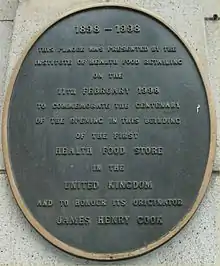 1898 - 1998
THIS PLAQUE WAS PRESENTED BY THE
INSTITUTE OF HEALTH FOOD RETAILING
ON THE
11TH FEBRUARY 1998
TO COMMEMORATE THE CENTENARY
OF THE OPENING IN THIS BUILDING
OF THE FIRST
HEALTH FOOD STORE
IN THE
UNITED KINGDOM
AND TO HONOUR ITS ORIGINATOR
JAMES HENRY COOK